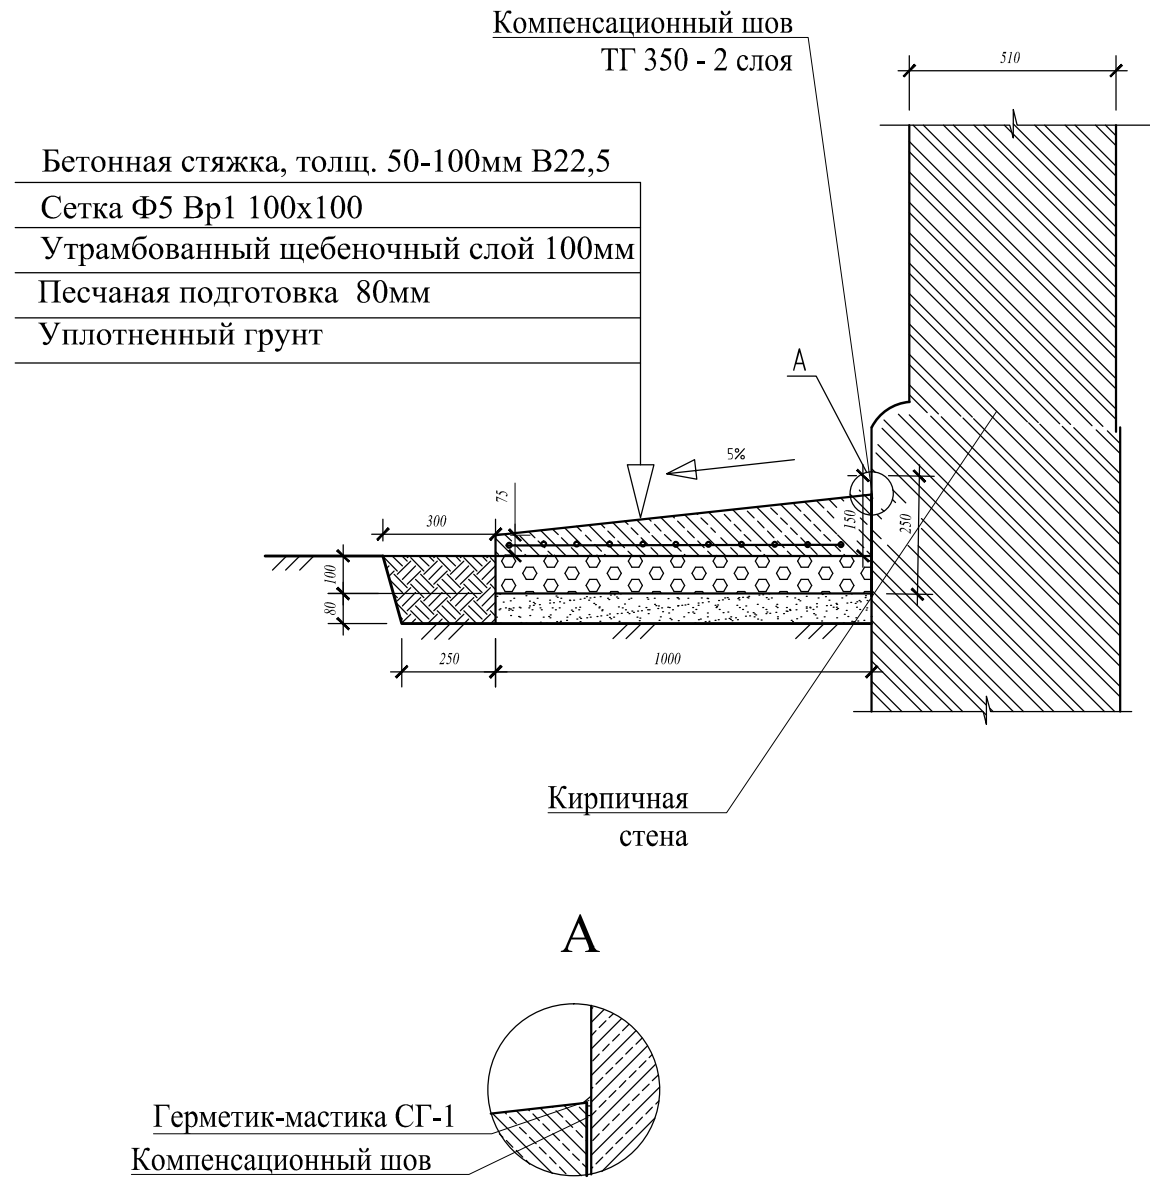 Компенсационный шов
ТГ 350 - 2 слоя
510
Бетонная стяжка, толщ. 50-100мм В22,5
Сетка Ф5 Вр1 100х100
Утрамбованный щебеночный слой 100мм
Песчаная подготовка 80мм
Уплотненный грунт
А
5%
75
300
150
250
100
80
250
1000
Кирпичная
стена
А
Герметик-мастика СГ-1
Компенсационный шов